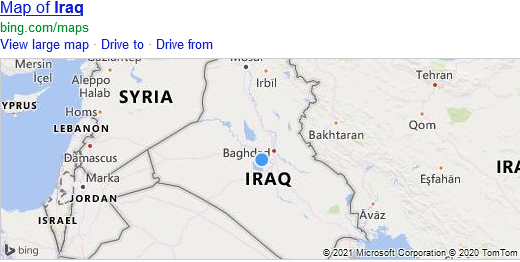 Map of Iraq
bing.com/maps
View large map · Drive to · Drive from
Mersin
İçel
Gaziantep
Mosul
Aleppo
Halab
Irbīl
Tehran
SYRIA
YPRUS
Homs
Qom
LEBANON
Bakhtaran
Baghdad
Damascus
Eşfahān
IRA
Marka
IRAQ
JORDAN
Āvāz
ISRAEL
bing
© 2021 Microsoft Corporation © 2020 TomTom